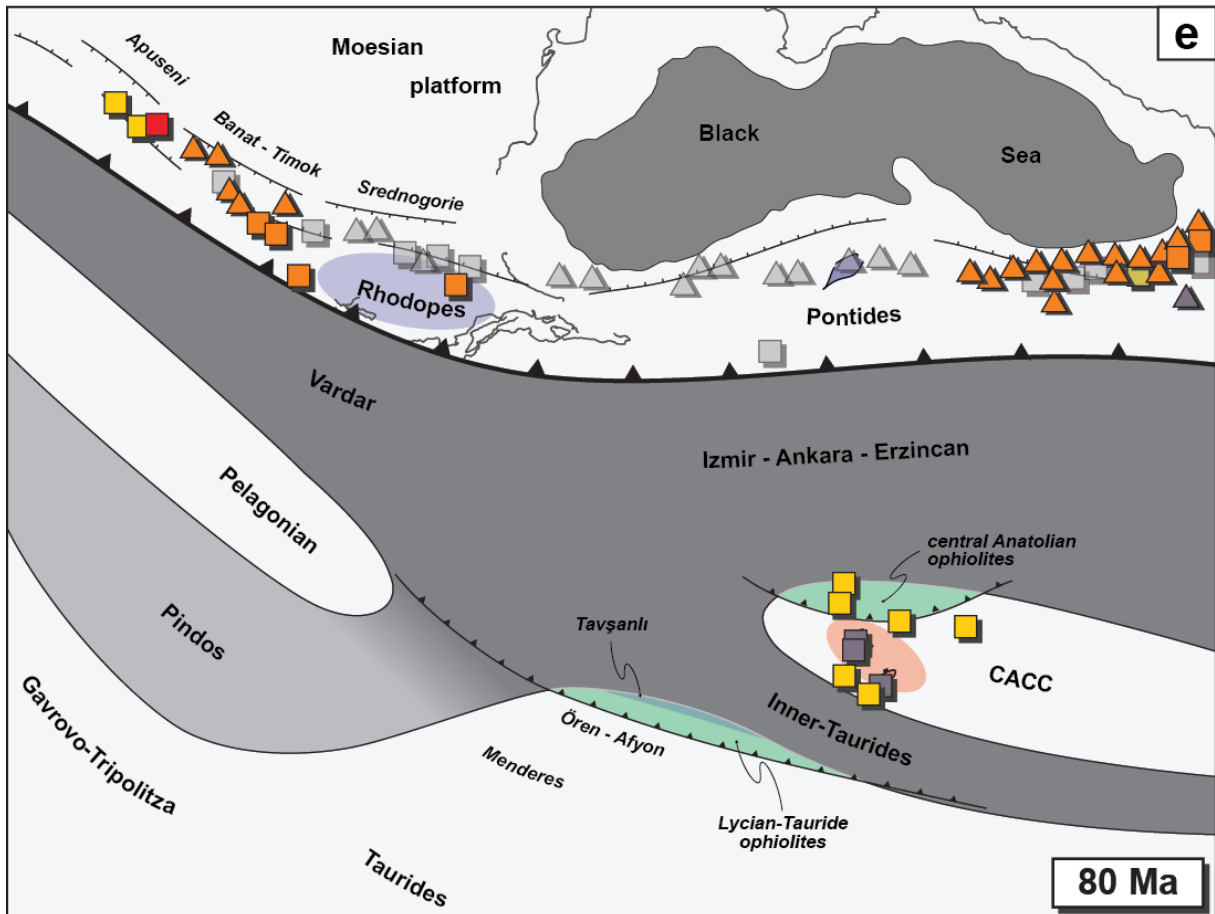 e
Apuseni
Moesian
platform
Banat - Timok
Srednogorie
Black
Sea
Rhodopes
Pontides
Vardar
Izmir - Ankara - Erzincan
Pelagonian
central Anatolian
ophiolites
Pindos
Tavşanlı
CACC
Inner-Taurides
Ören - Afyon
Gavrovo-Tripolitza
Menderes
Lycian-Tauride
ophiolites
Taurides
80 Ma